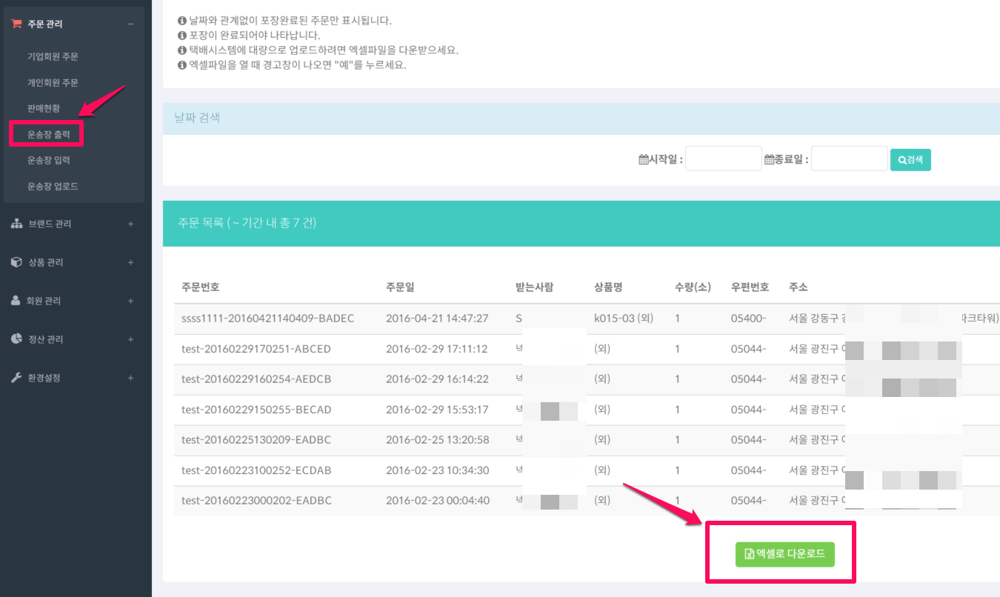 주문 관리
기업회원 주문
개인회원 주문
판매현황
운송장 출력
운송장 입력
운송장 업로드
브랜드 관리
상품 관리
회원 관리
정산 관리
환경설정
날짜와 관계없이 포장완료된 주문만 표시됩니다.
포장이 완료되어야 나타납니다.
택배시스템에 대량으로 업로드하려면 엑셀파일을 다운받으세요.
엑셀파일을 열 때 경고창이 나오면 "예"를 누르세요.
날짜 검색
시작일 : 종료일 : 검색
주문 목록 ( ~ 기간 내 총 7 건)
주문번호 주문일 받는사람 상품명 수량(소) 우편번호 주소
ssss1111-20160421140409-BADEC 2016-04-21 14:47:27 S k015-03 (외) 1 05400- 서울 강동구 파크타워)
test-20160229170251-ABCED 2016-02-29 17:11:12 (외) 1 05044- 서울 광진구
test-20160229160254-AEDCB 2016-02-29 16:14:22 (외) 1 05044- 서울 광진구
test-20160229150255-BECAD 2016-02-29 15:53:17 (외) 1 05044- 서울 광진구
test-20160225130209-EADBC 2016-02-25 13:20:58 (외) 1 05044- 서울 광진구
test-20160223100252-ECDAB 2016-02-23 10:34:30 (외) 1 05044- 서울 광진구
test-20160223000202-EADBC 2016-02-23 00:04:40 (외) 1 05044- 서울 광진구
엑셀로 다운로드